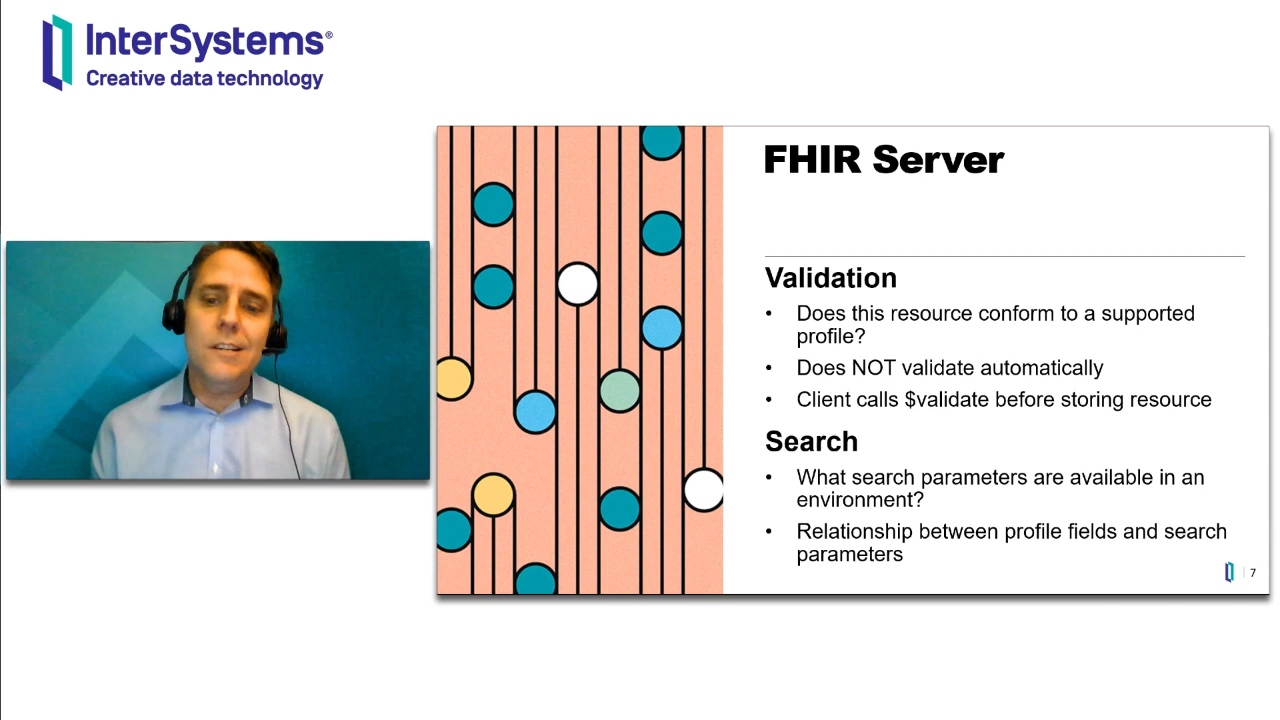 InterSystems®
Creative data technology
FHIR Server
Validation
• Does this resource conform to a supported
profile?
• Does NOT validate automatically
• Client calls $validate before storing resource
Search
• What search parameters are available in an
environment?
• Relationship between profile fields and search
parameters
7